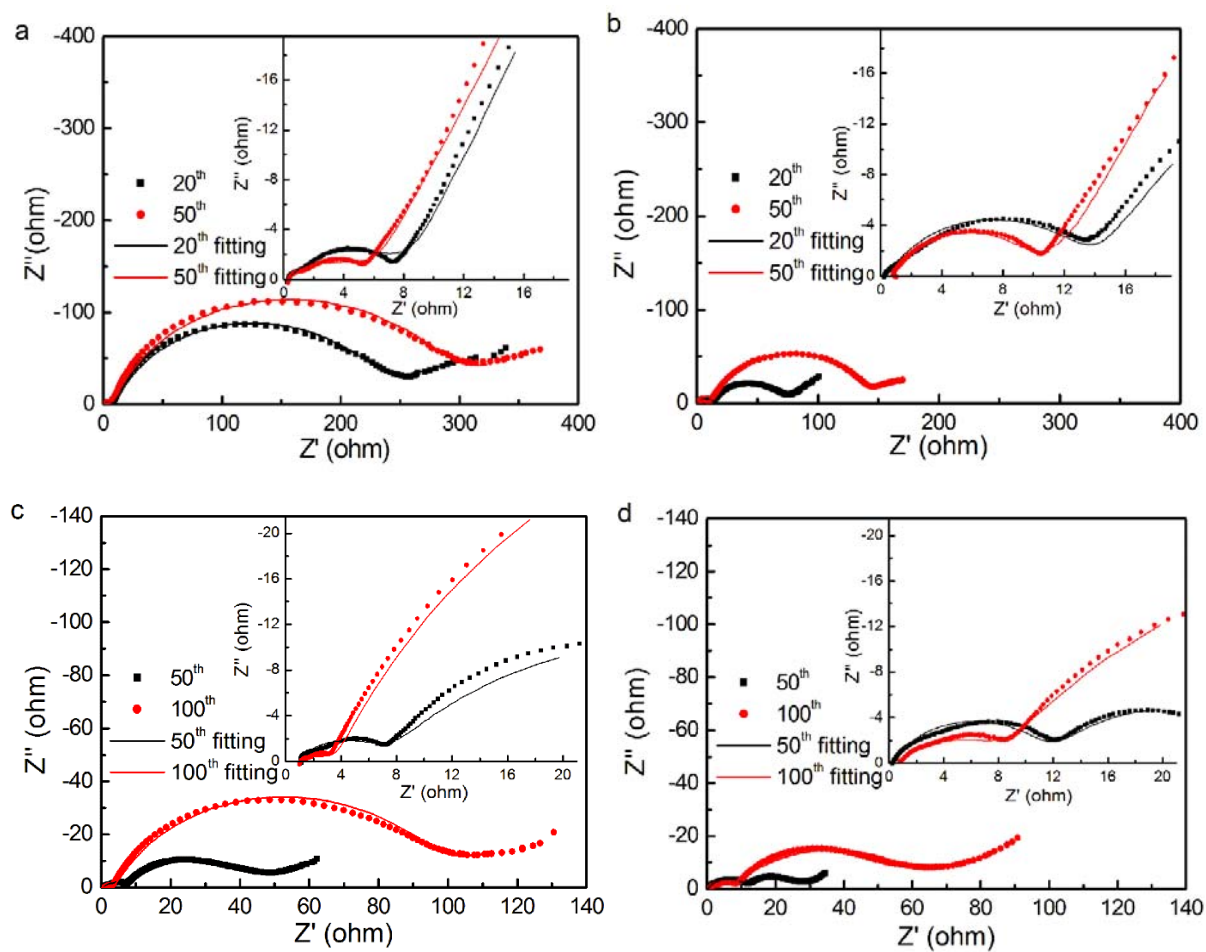 a
-400
-300
-200
-100
0
Z''(ohm)
0 100 200 300 400
Z' (ohm)
20th
50th
20th fitting
50th fitting
-16
-12
-8
-4
0
Z'' (ohm)
4 8 12 16
Z' (ohm)
b
-400
-300
-200
-100
0
Z'' (ohm)
0 100 200 300 400
Z' (ohm)
20th
50th
20th fitting
50th fitting
-16
-12
-8
-4
0
Z'' (ohm)
0 4 8 12 16
Z' (ohm)
c
-140
-120
-100
-80
-60
-40
-20
0
Z'' (ohm)
0 20 40 60 80 100 120 140
Z' (ohm)
50th
100th
50th fitting
100th fitting
-20
-16
-12
-8
-4
0
Z'' (ohm)
0 4 8 12 16 20
Z' (ohm)
d
-140
-120
-100
-80
-60
-40
-20
0
Z'' (ohm)
0 20 40 60 80 100 120 140
Z' (ohm)
50th
100th
50th fitting
100th fitting
-20
-16
-12
-8
-4
0
Z'' (ohm)
0 4 8 12 16 20
Z' (ohm)